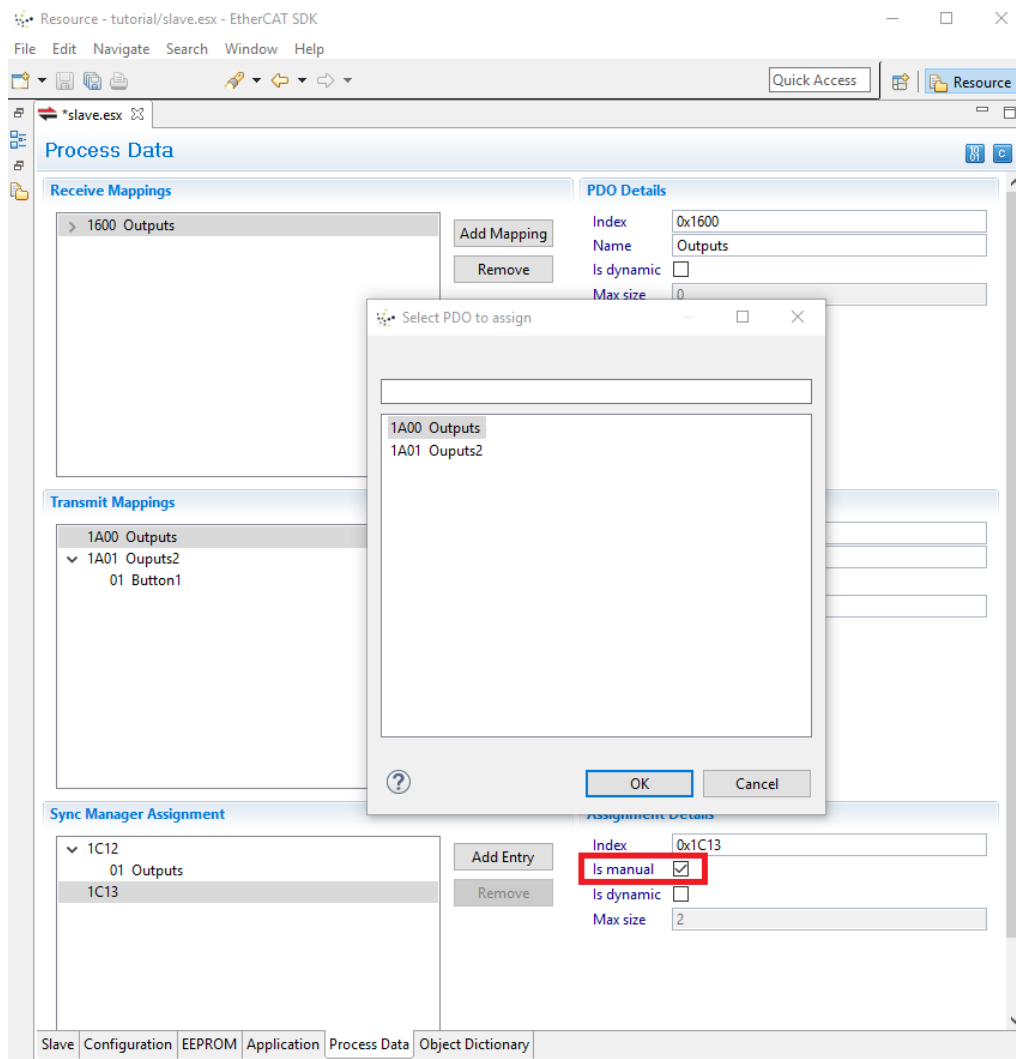 Resource - tutorial/slave.esx - EtherCAT SDK
File Edit Navigate Search Window Help
Quick Access
Resource
*slave.esx
Process Data
Receive Mappings
1600 Outputs
Add Mapping
Remove
PDO Details
Index 0x1600
Name Outputs
Is dynamic
Max size 0
Select PDO to assign
1A00 Outputs
1A01 Ouputs2
OK
Cancel
Transmit Mappings
1A00 Outputs
1A01 Ouputs2
01 Button1
Sync Manager Assignment
1C12
01 Outputs
1C13
Add Entry
Remove
Assignment Details
Index 0x1C13
Is manual
Is dynamic
Max size 2
Slave Configuration EEPROM Application Process Data Object Dictionary